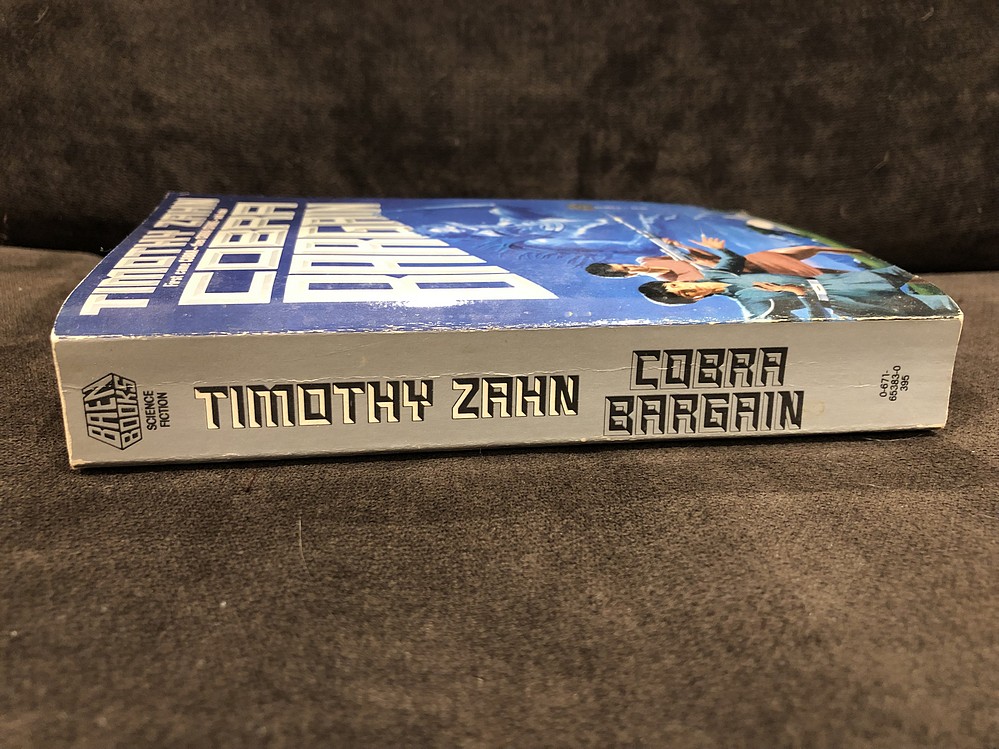 TIMOTHY ZAHN
COBRA
BARGAIN
BAEN
BOOKS
SCIENCE
FICTION
TIMOTHY ZAHN
COBRA
BARGAIN
0-671-
65383-0
395